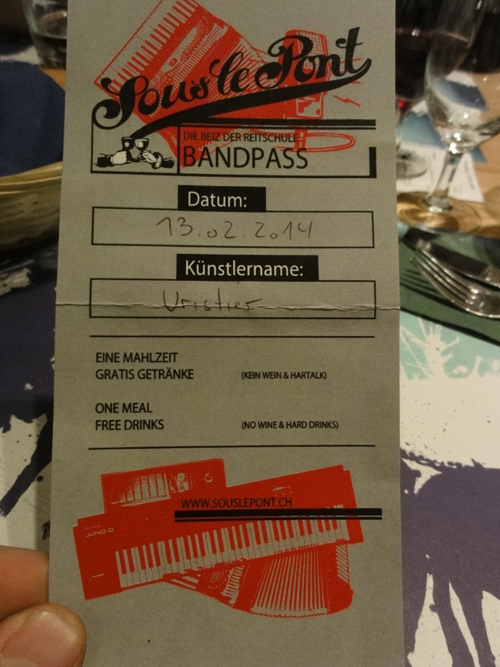 Sous le Pont
DIE BEIZ DER REITSCHULE
BANDPASS
Datum:
13.02.2014
Künstlername:
EINE MAHLZEIT
GRATIS GETRÄNKE (KEIN WEIN & HARTALK)
ONE MEAL
FREE DRINKS (NO WINE & HARD DRINKS)
WWW.SOUSLEPONT.CH
JUNO-D